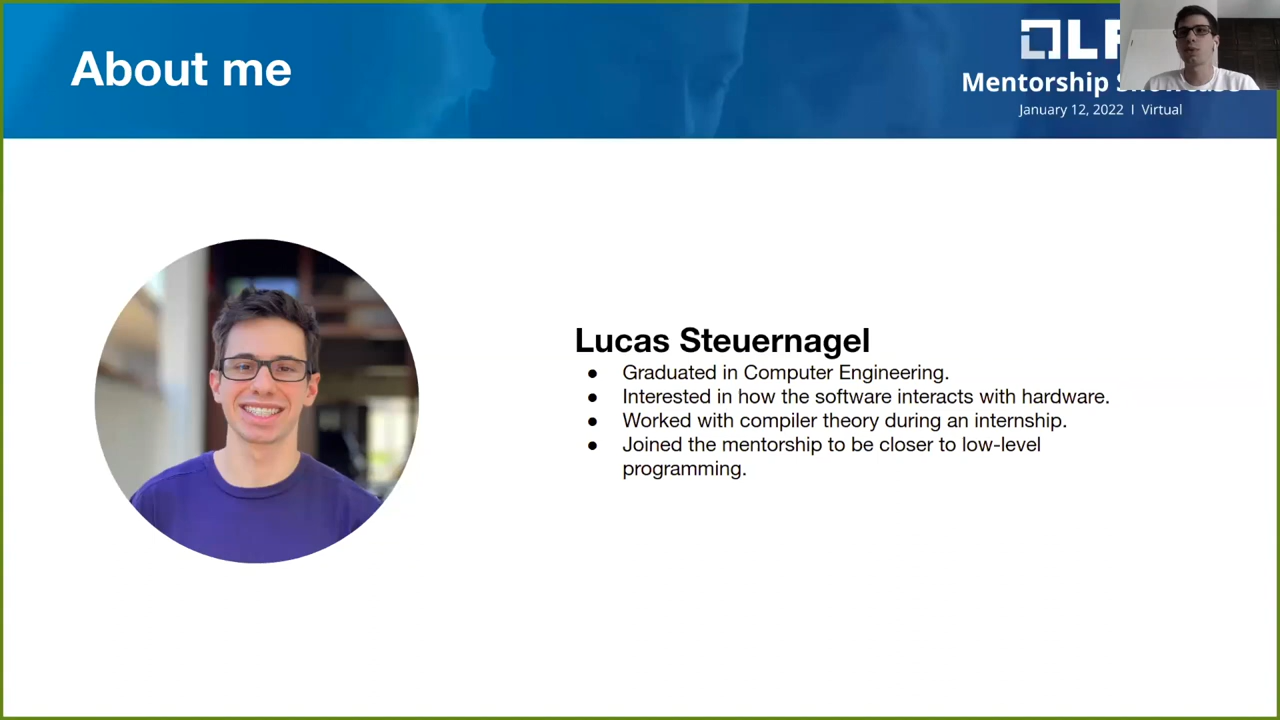 About me
LF
Mentorship
January 12, 2022 | Virtual
Lucas Steuernagel
● Graduated in Computer Engineering.
● Interested in how the software interacts with hardware.
● Worked with compiler theory during an internship.
● Joined the mentorship to be closer to low-level
programming.